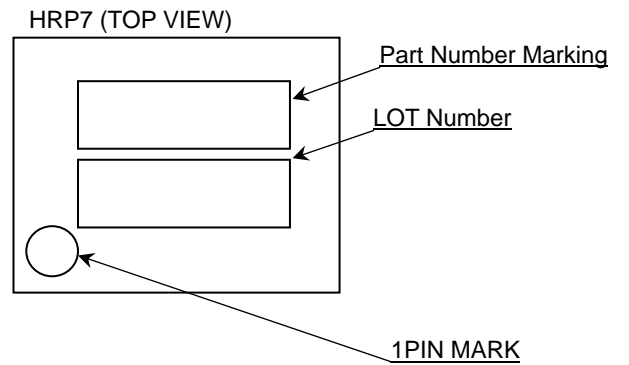 HRP7 (TOP VIEW)
Part Number Marking
LOT Number
1PIN MARK